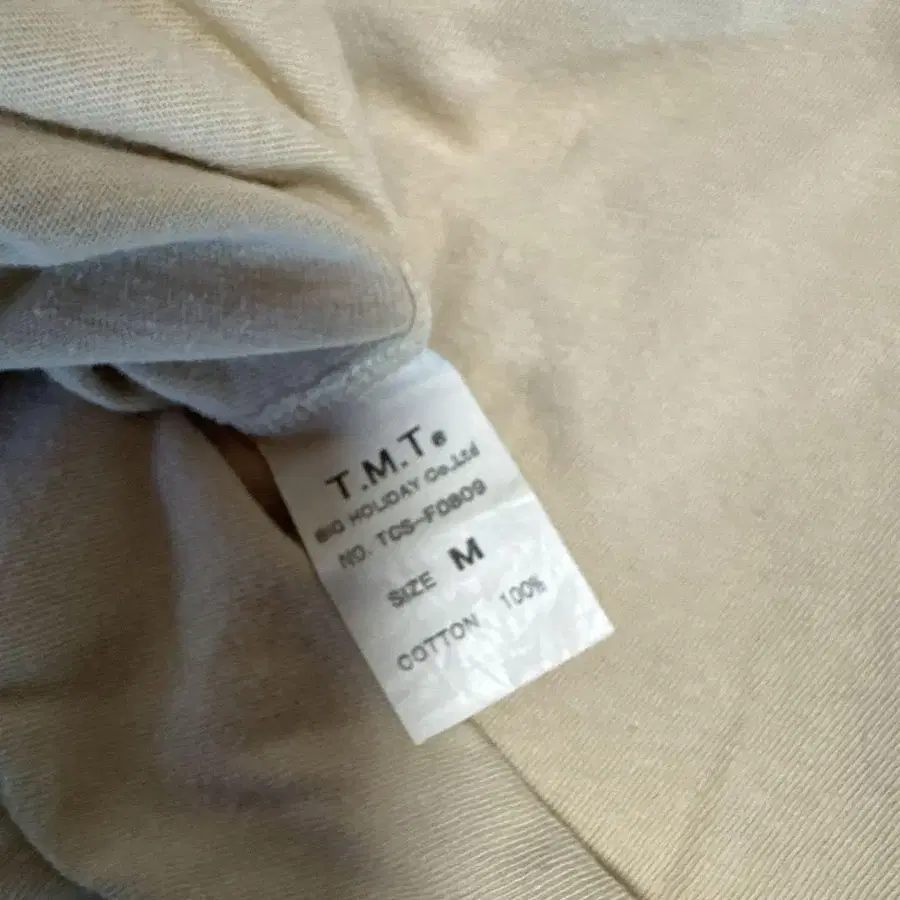 T.M.T®
BIG HOLIDAY Co.,Ltd
NO. TCS-F0809
SIZE M
COTTON 100%